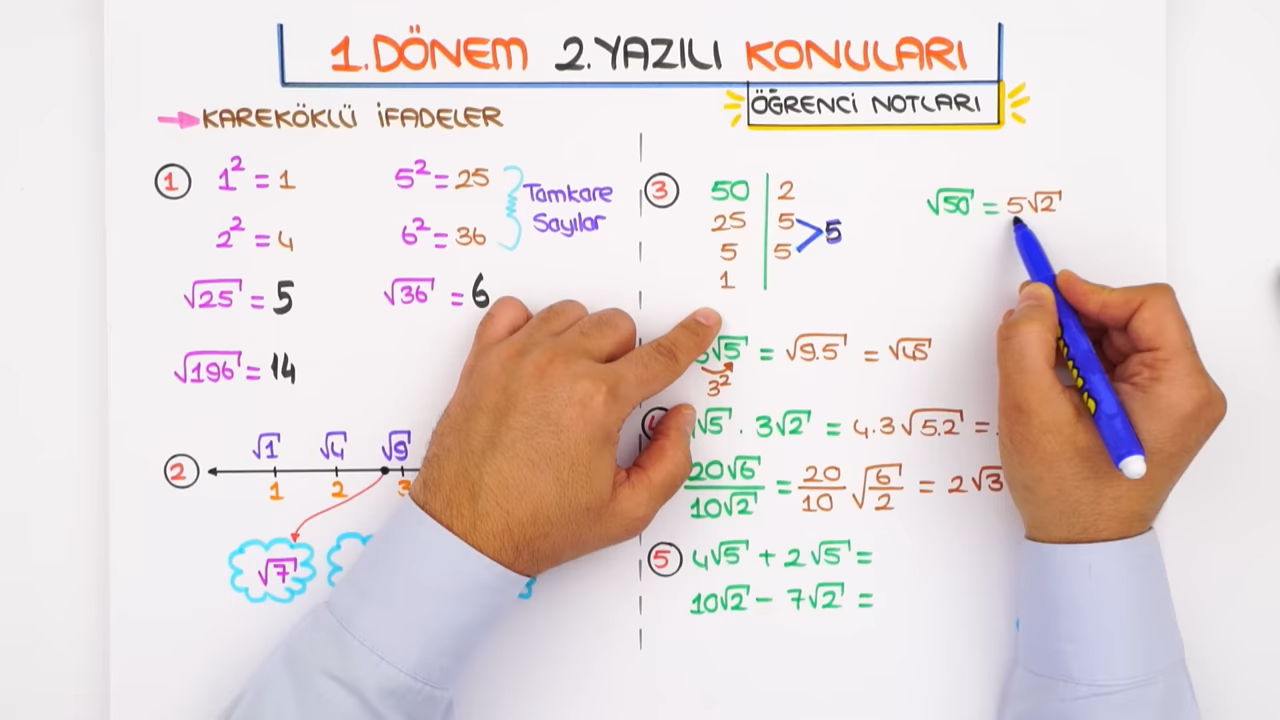 1.DÖNEM 2.YAZILI KONULARI
ÖĞRENCİ NOTLARI
KAREKÖKLÜ İFADELER
1 1² = 1 5² = 25
2² = 4 6² = 36
Tamkare
Sayılar
√25 = 5 √36 = 6
√196 = 14
2 √1 √4 √9
1 2 3
√7
3 50 2 √50 = 5√2
25 5 > 5
5 5
1
√5 = √9.5 = √45
3²
√5 . 3√2 = 4.3√5.2 =
20√6/10√2 = 20/10 √6/2 = 2√3
5 4√5 + 2√5 =
10√2 - 7√2 =